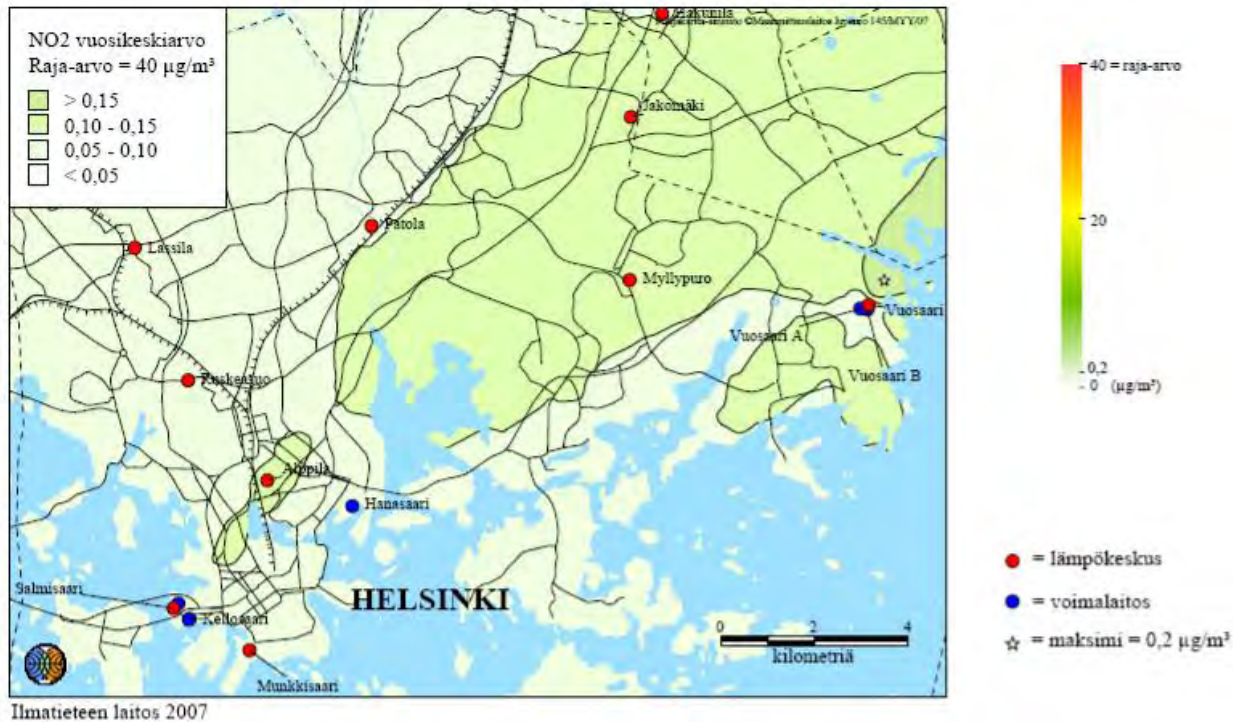 NO2 vuosikeskiarvo
Raja-arvo = 40 µg/m³
> 0,15
0,10 - 0,15
0,05 - 0,10
< 0,05
Hakunila
Jakomäki
Patola
Lassila
Myllypuro
Vuosaari
Vuosaari A
Vuosaari B
Ruskeasuo
Alppila
Hanasaari
HELSINKI
Salmisaari
Kellosaari
Munkkisaari
0 2 4
kilometriä
Ilmatieteen laitos 2007
40 = raja-arvo
20
0,2
0 (µg/m³)
= lämpökeskus
= voimalaitos
= maksimi = 0,2 µg/m³